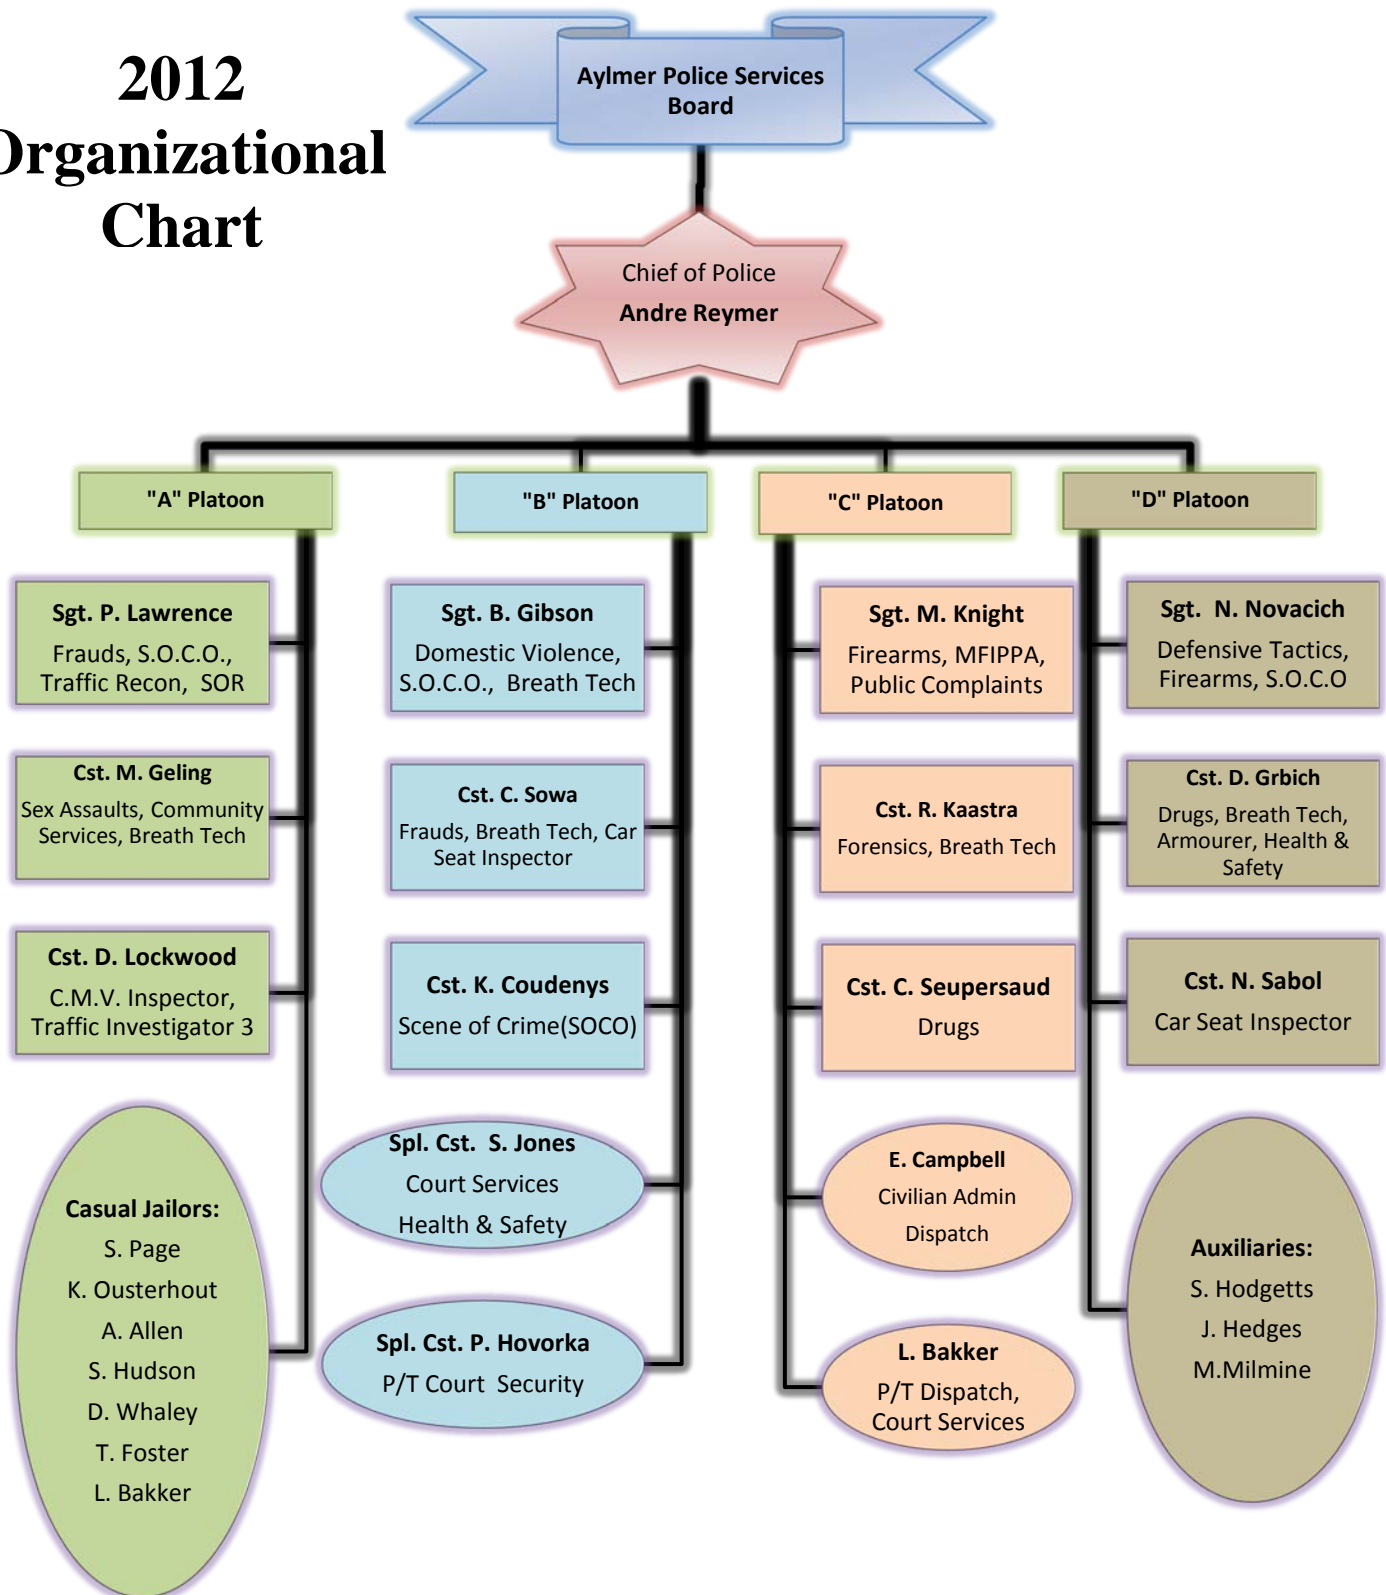 2012
Organizational
Chart
Aylmer Police Services
Board
Chief of Police
Andre Reymer
"A" Platoon
Sgt. P. Lawrence
Frauds, S.O.C.O.,
Traffic Recon, SOR
Cst. M. Geling
Sex Assaults, Community
Services, Breath Tech
Cst. D. Lockwood
C.M.V. Inspector,
Traffic Investigator 3
Casual Jailors:
S. Page
K. Ousterhout
A. Allen
S. Hudson
D. Whaley
T. Foster
L. Bakker
"B" Platoon
Sgt. B. Gibson
Domestic Violence,
S.O.C.O., Breath Tech
Cst. C. Sowa
Frauds, Breath Tech, Car
Seat Inspector
Cst. K. Coudenys
Scene of Crime(SOCO)
Spl. Cst. S. Jones
Court Services
Health & Safety
Spl. Cst. P. Hovorka
P/T Court Security
"C" Platoon
Sgt. M. Knight
Firearms, MFIPPA,
Public Complaints
Cst. R. Kaastra
Forensics, Breath Tech
Cst. C. Seupersaud
Drugs
E. Campbell
Civilian Admin
Dispatch
L. Bakker
P/T Dispatch,
Court Services
"D" Platoon
Sgt. N. Novacich
Defensive Tactics,
Firearms, S.O.C.O
Cst. D. Grbich
Drugs, Breath Tech,
Armourer, Health &
Safety
Cst. N. Sabol
Car Seat Inspector
Auxiliaries:
S. Hodgetts
J. Hedges
M.Milmine